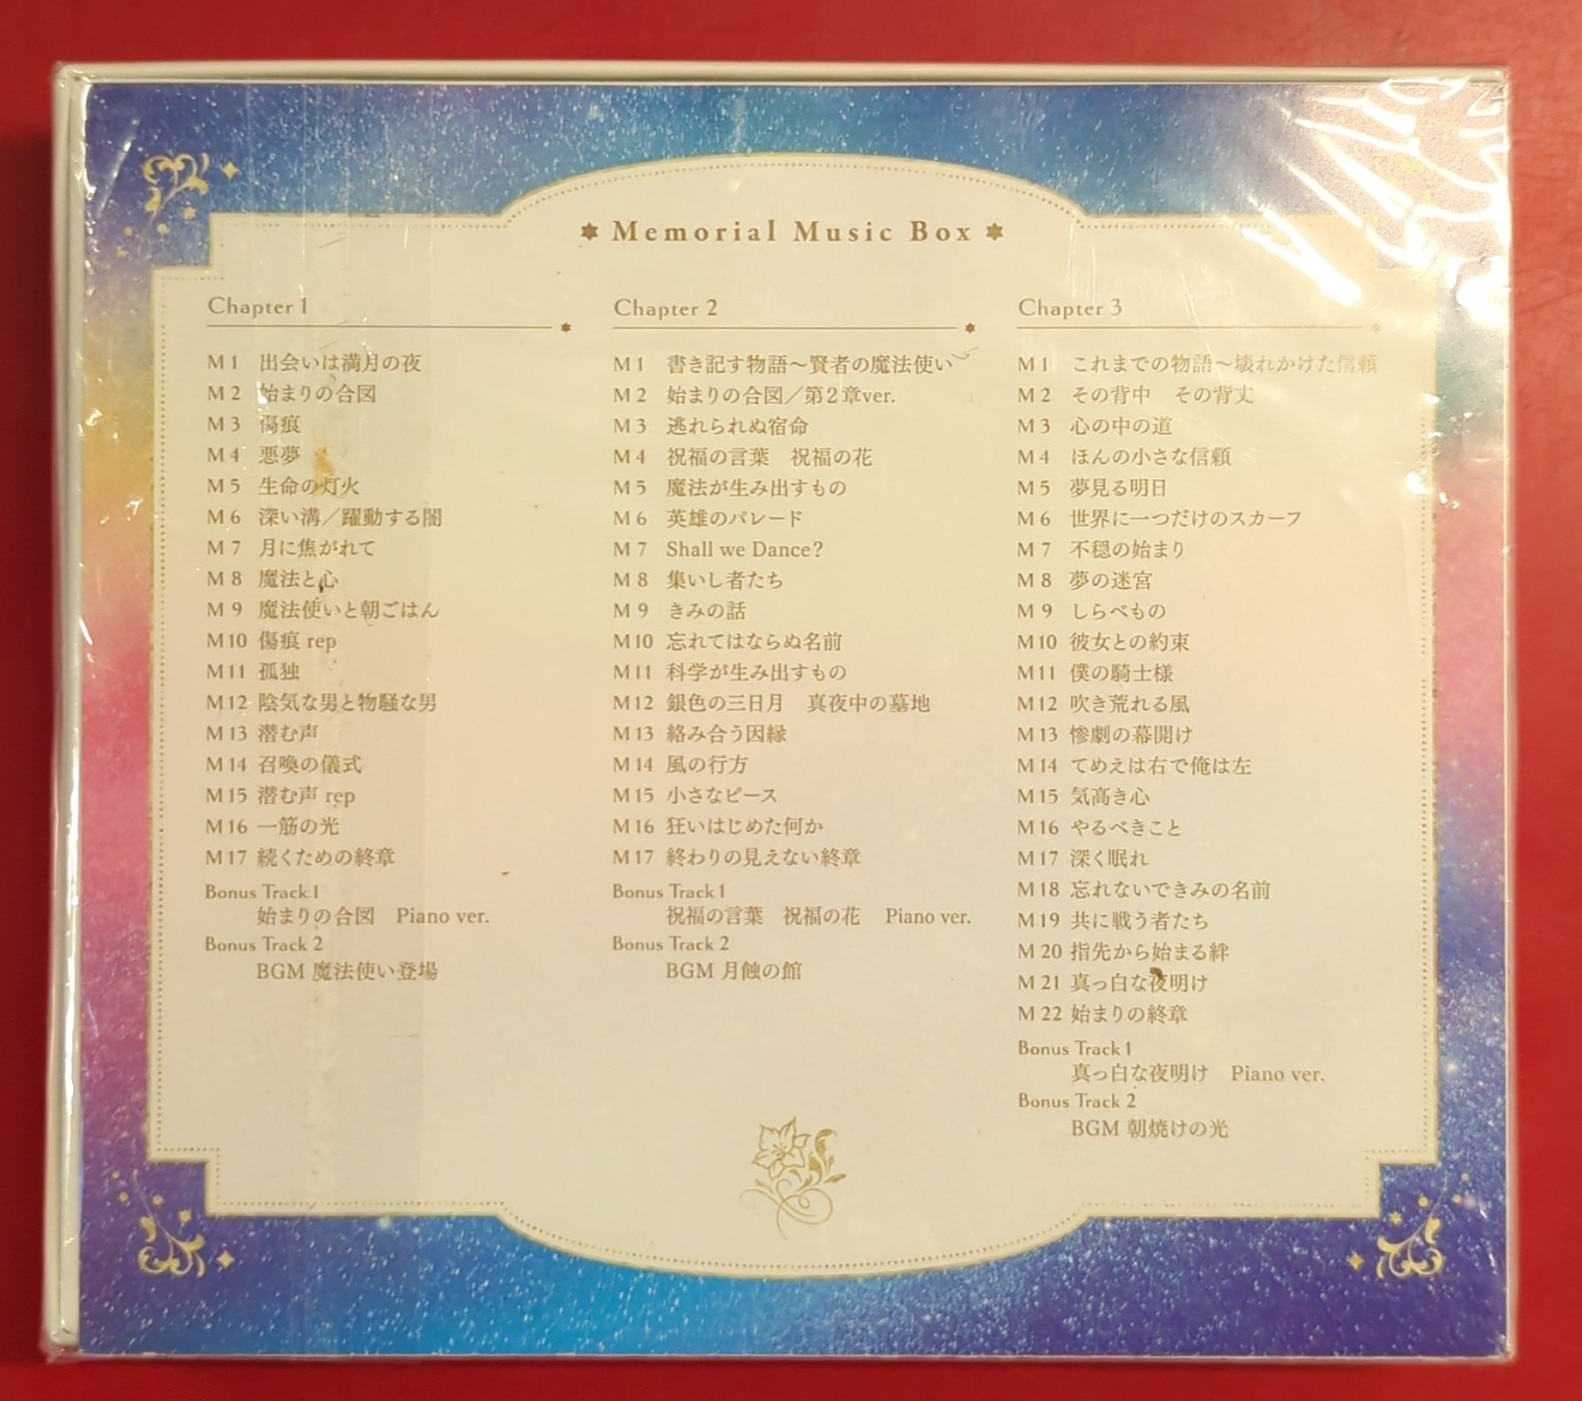 Memorial Music Box
Chapter 1
M1 出会いは満月の夜
M2 始まりの合図
M3 傷痕
M4 悪夢
M5 生命の灯火
M6 深い溝／躍動する闇
M7 月に焦がれて
M8 魔法と心
M9 魔法使いと朝ごはん
M10 傷痕 rep
M11 孤独
M12 陰気な男と物騒な男
M13 潜む声
M14 召喚の儀式
M15 潜む声 rep
M16 一筋の光
M17 続くための終章
Bonus Track1
始まりの合図　Piano ver.
Bonus Track 2
BGM 魔法使い登場
Chapter 2
M1 書き記す物語～賢者の魔法使い
M2 始まりの合図／第2章ver.
M3 逃れられぬ宿命
M4 祝福の言葉　祝福の花
M5 魔法が生み出すもの
M6 英雄のパレード
M7 Shall we Dance?
M8 集いし者たち
M9 きみの話
M10 忘れてはならぬ名前
M11 科学が生み出すもの
M12 銀色の三日月　真夜中の墓地
M13 絡み合う因縁
M14 風の行方
M15 小さなピース
M16 狂いはじめた何か
M17 終わりの見えない終章
Bonus Track1
祝福の言葉　祝福の花　Piano ver.
Bonus Track 2
BGM 月蝕の館
Chapter 3
M1 これまでの物語～壊れかけた信頼
M2 その背中　その背丈
M3 心の中の道
M4 ほんの小さな信頼
M5 夢見る明日
M6 世界に一つだけのスカーフ
M7 不穏の始まり
M8 夢の迷宮
M9 しらべもの
M10 彼女との約束
M11 僕の騎士様
M12 吹き荒れる風
M13 惨劇の幕開け
M14 てめえは右で俺は左
M15 気高き心
M16 やるべきこと
M17 深く眠れ
M18 忘れないできみの名前
M19 共に戦う者たち
M20 指先から始まる絆
M21 真っ白な夜明け
M22 始まりの終章
Bonus Track1
真っ白な夜明け　Piano ver.
Bonus Track 2
BGM 朝焼けの光